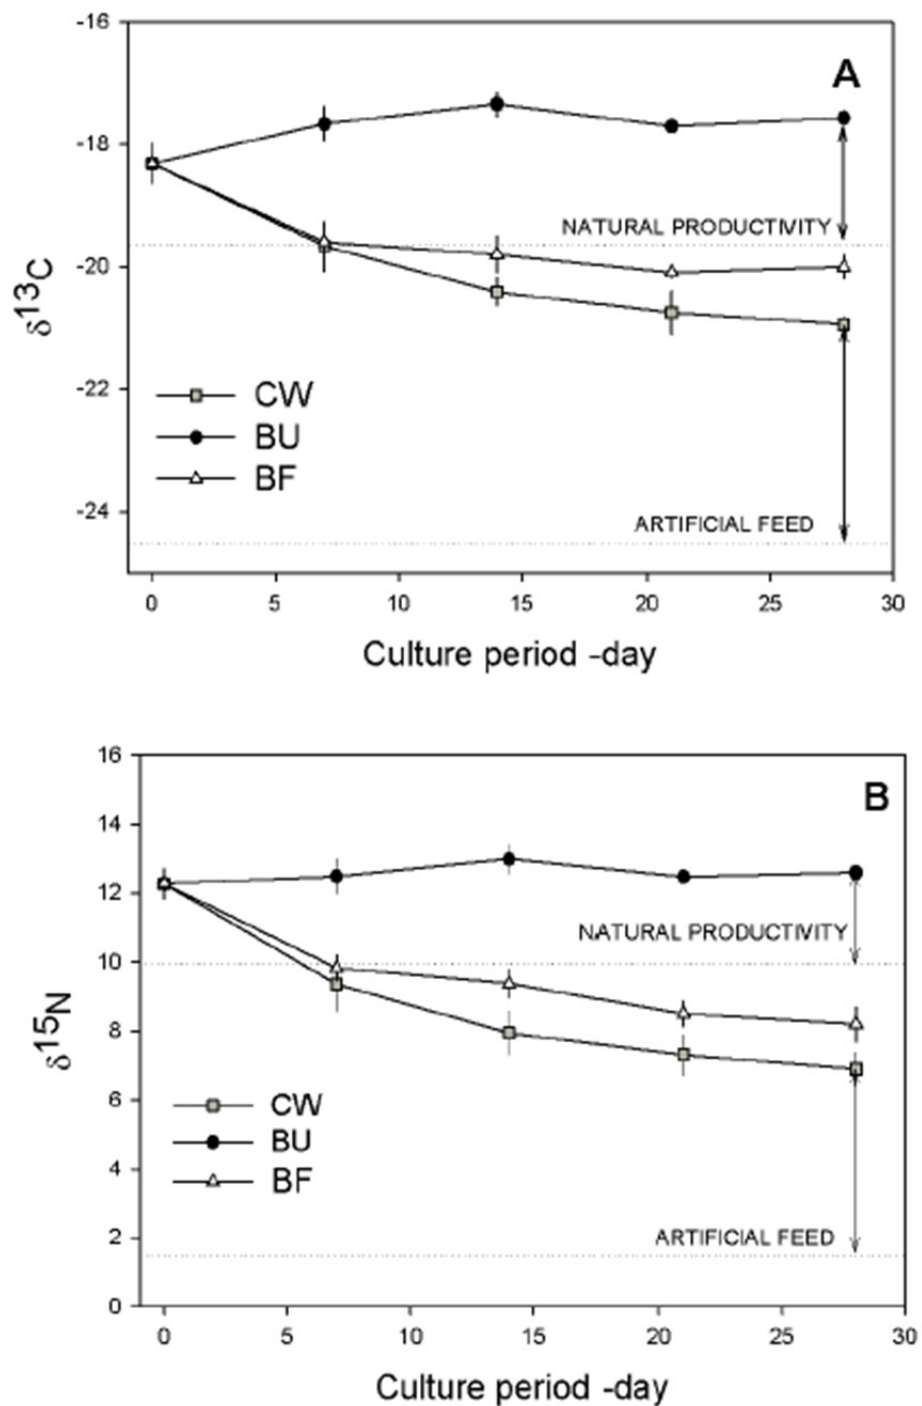 -16
A
-18
NATURAL PRODUCTIVITY
-20
δ13C
-22
CW
BU
BF
-24
ARTIFICIAL FEED
0 5 10 15 20 25 30
Culture period -day
16
B
14
12
NATURAL PRODUCTIVITY
10
δ15N
8
6
CW
BU
BF
4
2
ARTIFICIAL FEED
0
0 5 10 15 20 25 30
Culture period -day